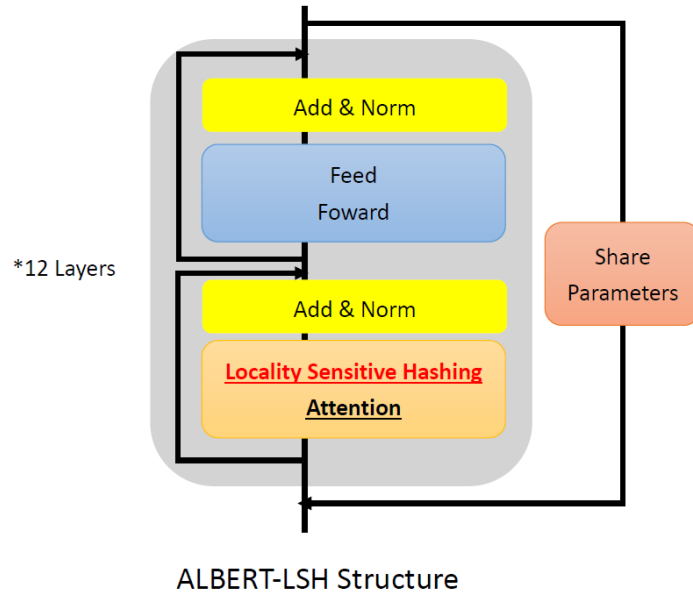 Add & Norm
Feed
Foward
*12 Layers
Share
Parameters
Add & Norm
Locality Sensitive Hashing
Attention
ALBERT-LSH Structure